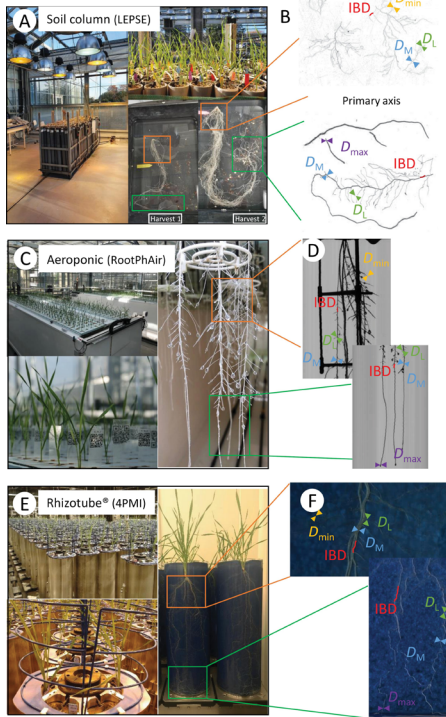 A
Soil column (LEPSE)
Harvest 1
Harvest 2
B
Dmin
IBD
DL
DM
Primary axis
Dmax
DM
IBD
DL
C
Aeroponic (RootPhAir)
D
Dmin
IBD
DL
DM
DL
IBD
DM
Dmax
E
Rhizotube® (4PMI)
F
Dmin
DL
DM
IBD
IBD
DL
DM
Dmax